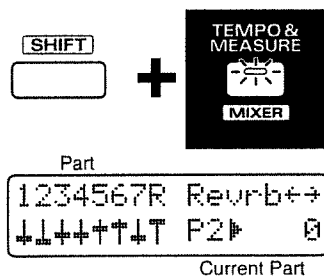 SHIFT
TEMPO &
MEASURE
MIXER
Part
1234567R Revrb←→
P2 0
Current Part